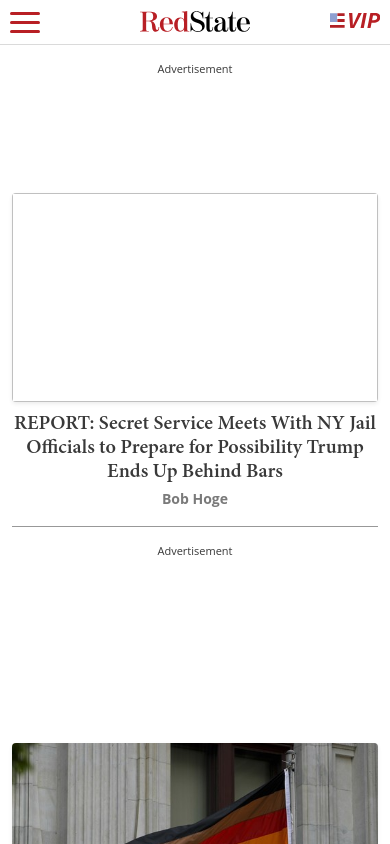 RedState
VIP
Advertisement
REPORT: Secret Service Meets With NY Jail
Officials to Prepare for Possibility Trump
Ends Up Behind Bars
Bob Hoge
Advertisement